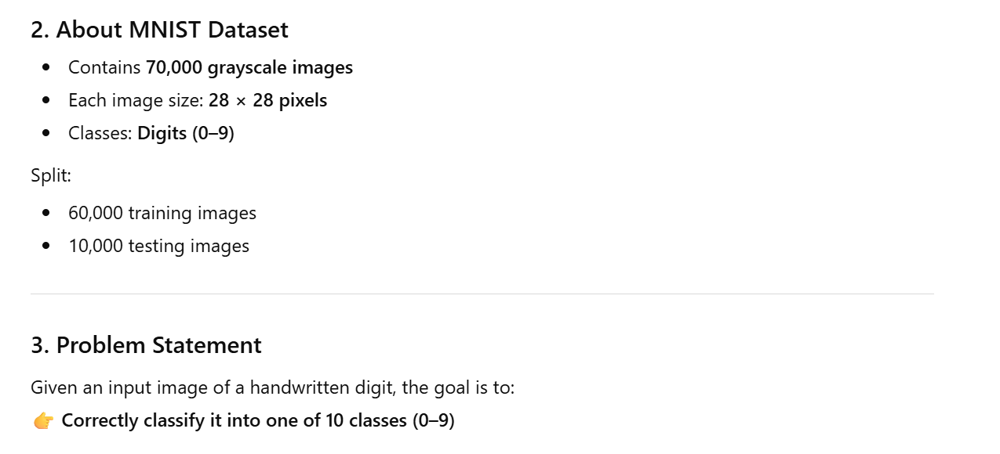 2. About MNIST Dataset
• Contains 70,000 grayscale images
• Each image size: 28 × 28 pixels
• Classes: Digits (0–9)
Split:
• 60,000 training images
• 10,000 testing images
3. Problem Statement
Given an input image of a handwritten digit, the goal is to:
👉 Correctly classify it into one of 10 classes (0–9)